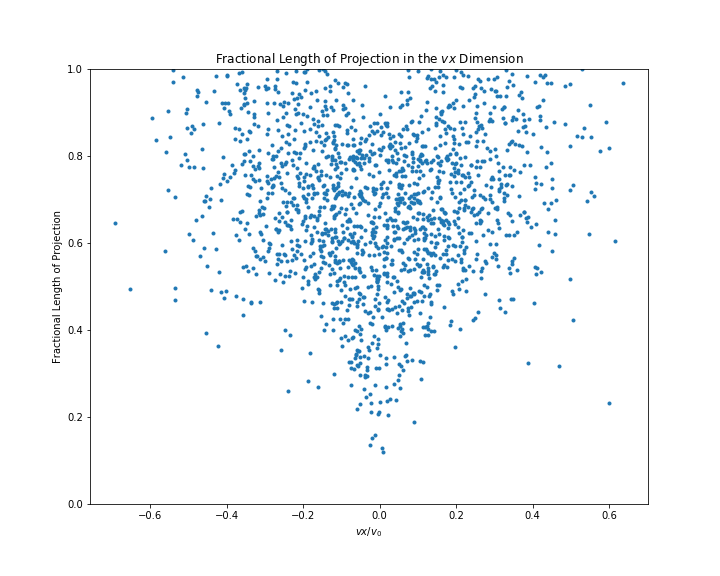 Fractional Length of Projection in the vx Dimension
1.0
0.8
0.6
0.4
0.2
0.0
Fractional Length of Projection
−0.6 −0.4 −0.2 0.0 0.2 0.4 0.6
vx/v₀